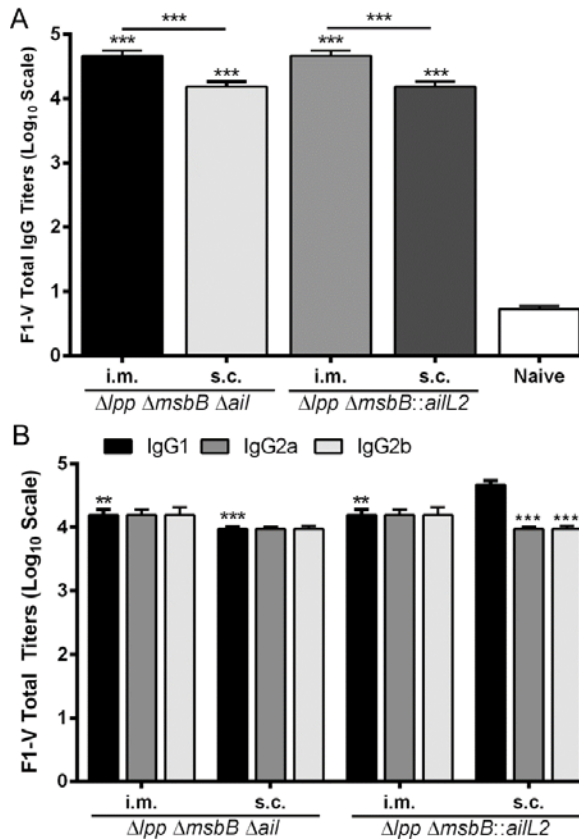 A
F1-V Total IgG Titers (Log10 Scale)
5
4
3
2
1
0
***
***
***
***
***
***
i.m.
s.c.
i.m.
s.c.
Naive
Δlpp ΔmsbB Δail
Δlpp ΔmsbB::ailL2
B
IgG1
IgG2a
IgG2b
F1-V Total Titers (Log10 Scale)
5
4
3
2
1
0
**
***
**
***
***
i.m.
s.c.
i.m.
s.c.
Δlpp ΔmsbB Δail
Δlpp ΔmsbB::ailL2